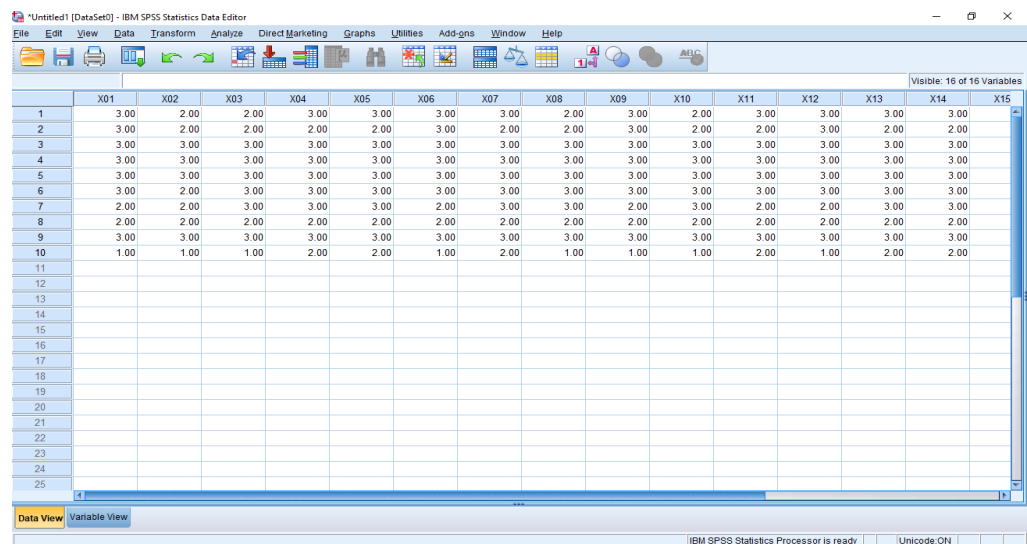 *Untitled1 [DataSet0] - IBM SPSS Statistics Data Editor
File Edit View Data Transform Analyze Direct Marketing Graphs Utilities Add-ons Window Help
Visible: 16 of 16 Variables
X01 X02 X03 X04 X05 X06 X07 X08 X09 X10 X11 X12 X13 X14 X15
1 3.00 2.00 2.00 3.00 3.00 3.00 3.00 2.00 3.00 2.00 3.00 3.00 3.00 3.00
2 3.00 2.00 2.00 2.00 2.00 3.00 2.00 2.00 3.00 2.00 2.00 3.00 2.00 2.00
3 3.00 3.00 3.00 3.00 3.00 3.00 3.00 3.00 3.00 3.00 3.00 3.00 3.00 3.00
4 3.00 3.00 3.00 3.00 3.00 3.00 3.00 3.00 3.00 3.00 3.00 3.00 3.00 3.00
5 3.00 3.00 3.00 3.00 3.00 3.00 3.00 3.00 3.00 3.00 3.00 3.00 3.00 3.00
6 3.00 2.00 3.00 3.00 3.00 3.00 3.00 3.00 3.00 3.00 3.00 3.00 3.00 3.00
7 2.00 2.00 3.00 3.00 3.00 2.00 3.00 3.00 2.00 3.00 2.00 2.00 2.00 3.00
8 2.00 2.00 2.00 2.00 2.00 2.00 2.00 2.00 2.00 2.00 2.00 2.00 2.00 2.00
9 3.00 3.00 3.00 3.00 3.00 3.00 3.00 3.00 3.00 3.00 3.00 3.00 3.00 3.00
10 1.00 1.00 1.00 2.00 2.00 1.00 2.00 1.00 1.00 1.00 2.00 1.00 2.00 2.00
11
12
13
14
15
16
17
18
19
20
21
22
23
24
25
Data View Variable View
IBM SPSS Statistics Processor is ready Unicode:ON